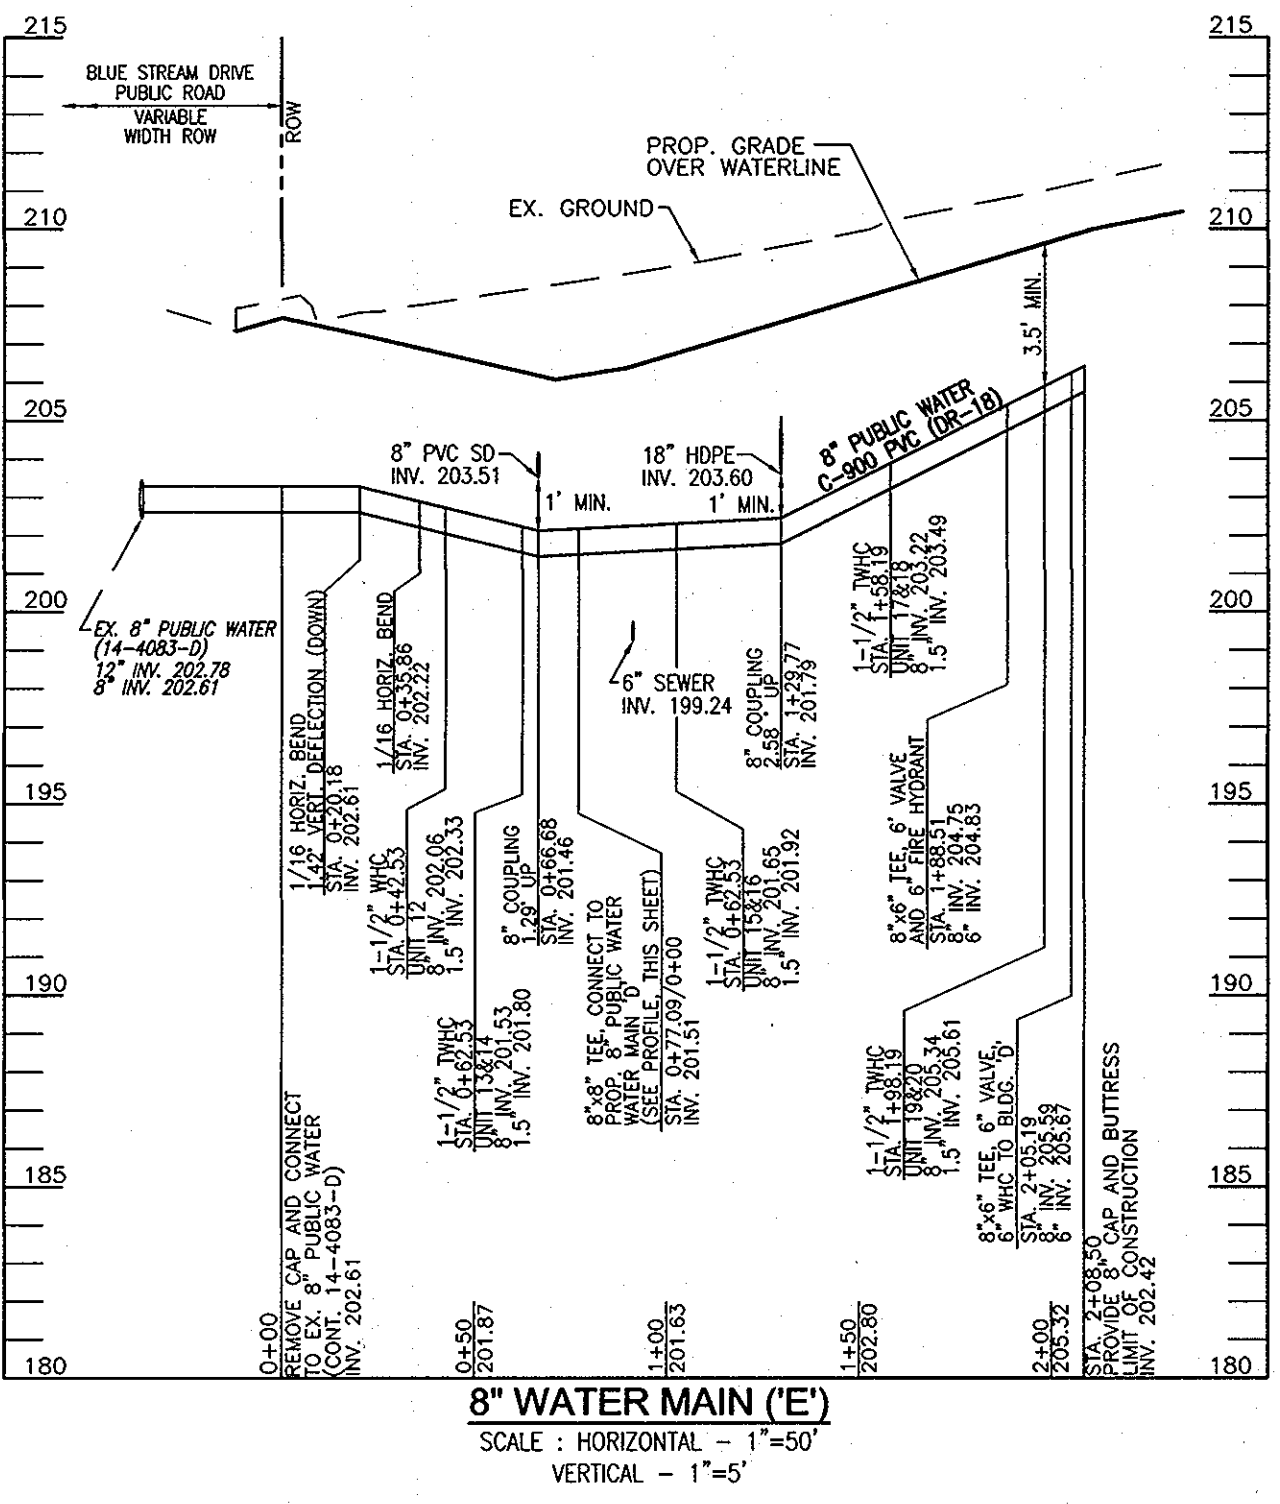 215
215
BLUE STREAM DRIVE
PUBLIC ROAD
VARIABLE
WIDTH ROW
ROW
PROP. GRADE
OVER WATERLINE
EX. GROUND
210
210
3.5' MIN.
205
205
8" PUBLIC WATER
C-900 PVC (DR-18)
8" PVC SD
INV. 203.51
1' MIN.
18" HDPE
INV. 203.60
1' MIN.
200
200
EX. 8" PUBLIC WATER
(14-4083-D)
12" INV. 202.78
8" INV. 202.61
6" SEWER
INV. 199.24
1/16 HORIZ. BEND
1.42° VERT. DEFLECTION (DOWN)
STA. 0+20.18
INV. 202.61
1/16 HORIZ. BEND
STA. 0+35.86
INV. 202.22
1-1/2" WHC
STA. 0+42.53
UNIT 12
8" INV. 202.06
1.5" INV. 202.33
1-1/2" TWHC
STA. 0+62.53
UNIT 13&14
8" INV. 201.53
1.5" INV. 201.80
8" COUPLING
1.29° UP
STA. 0+66.68
INV. 201.46
8"x8" TEE, CONNECT TO
PROP. 8" PUBLIC WATER
WATER MAIN 'D'
(SEE PROFILE, THIS SHEET)
STA. 0+77.09/0+00
INV. 201.51
1-1/2" TWHC
STA. 0+62.53
UNIT 15&16
8" INV. 201.65
1.5" INV. 201.92
8" COUPLING
2.58 ° UP
STA. 1+29.77
INV. 201.79
1-1/2" TWHC
STA. 1+58.19
UNIT 17&18
8" INV. 203.22
1.5" INV. 203.49
8"x6" TEE, 6' VALVE
AND 6" FIRE HYDRANT
STA. 1+88.51
8" INV. 204.75
6" INV. 204.83
1-1/2" TWHC
STA. 1+98.19
UNIT 19&20
8" INV. 205.34
1.5" INV. 205.61
8"x6" TEE, 6" VALVE,
6" WHC TO BLDG. 'D'
STA. 2+05.19
8" INV. 205.59
6" INV. 205.67
195
195
190
190
185
185
180
180
0+00
REMOVE CAP AND CONNECT
TO EX. 8" PUBLIC WATER
(CONT. 14-4083-D)
INV. 202.61
0+50
201.87
1+00
201.63
1+50
202.80
2+00
205.32
STA. 2+08.50
PROVIDE 8" CAP AND BUTTRESS
LIMIT OF CONSTRUCTION
INV. 202.42
8" WATER MAIN ('E')
SCALE : HORIZONTAL - 1"=50'
VERTICAL - 1"=5'